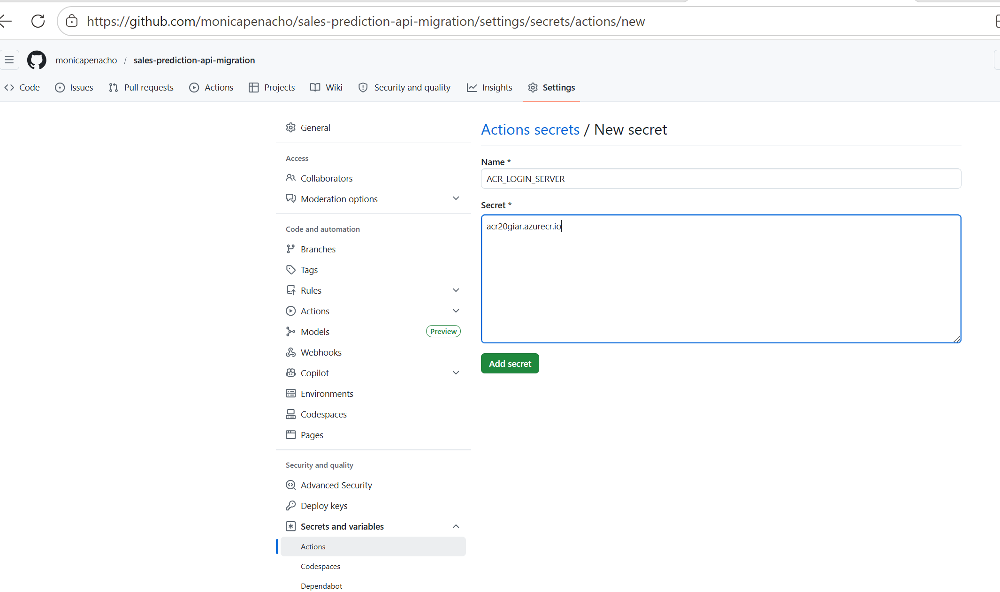 https://github.com/monicapenacho/sales-prediction-api-migration/settings/secrets/actions/new
monicapenacho / sales-prediction-api-migration
Code Issues Pull requests Actions Projects Wiki Security and quality Insights Settings
General
Access
Collaborators
Moderation options
Code and automation
Branches
Tags
Rules
Actions
Models Preview
Webhooks
Copilot
Environments
Codespaces
Pages
Security and quality
Advanced Security
Deploy keys
Secrets and variables
Actions
Codespaces
Dependabot
Actions secrets / New secret
Name *
ACR_LOGIN_SERVER
Secret *
acr20giar.azurecr.io
Add secret